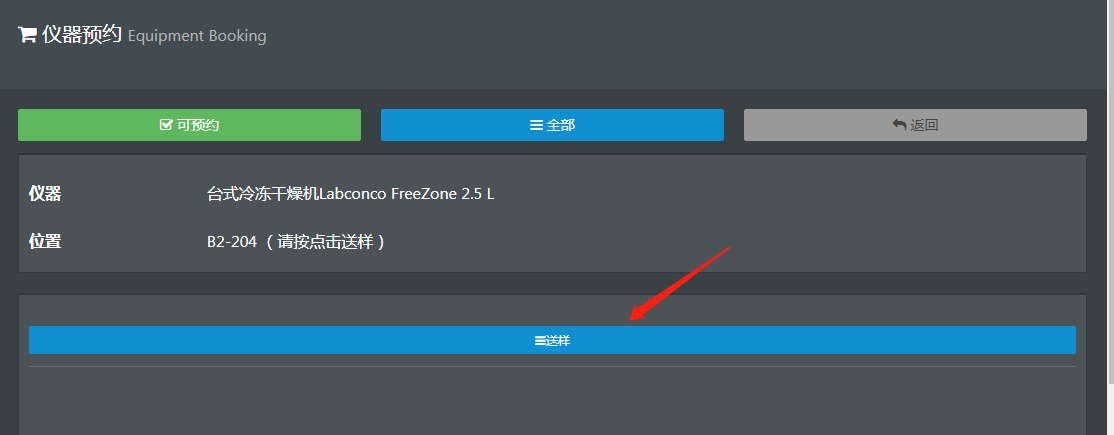 仪器预约 Equipment Booking
可预约 全部 返回
仪器 台式冷冻干燥机Labconco FreeZone 2.5 L
位置 B2-204 （请按点击送样）
送样